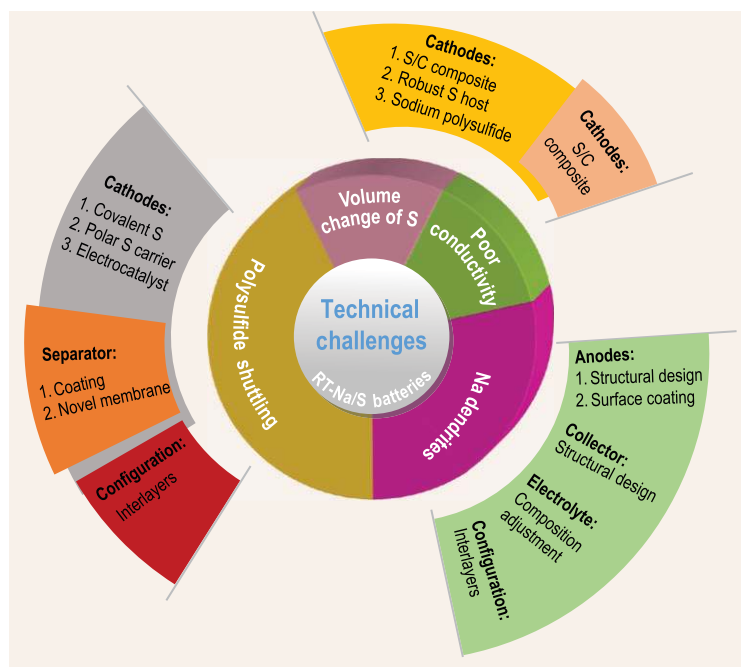 Cathodes:
1. S/C composite
2. Robust S host
3. Sodium polysulfide
Cathodes:
S/C
composite
Cathodes:
1. Covalent S
2. Polar S carrier
3. Electrocatalyst
Separator:
1. Coating
2. Novel membrane
Configuration:
Interlayers
Volume
change of S
Poor
conductivity
Polysulfide shuttling
Na dendrites
Technical
challenges
RT-Na/S batteries
Anodes:
1. Structural design
2. Surface coating
Collector:
Structural design
Electrolyte:
Composition
adjustment
Configuration:
Interlayers